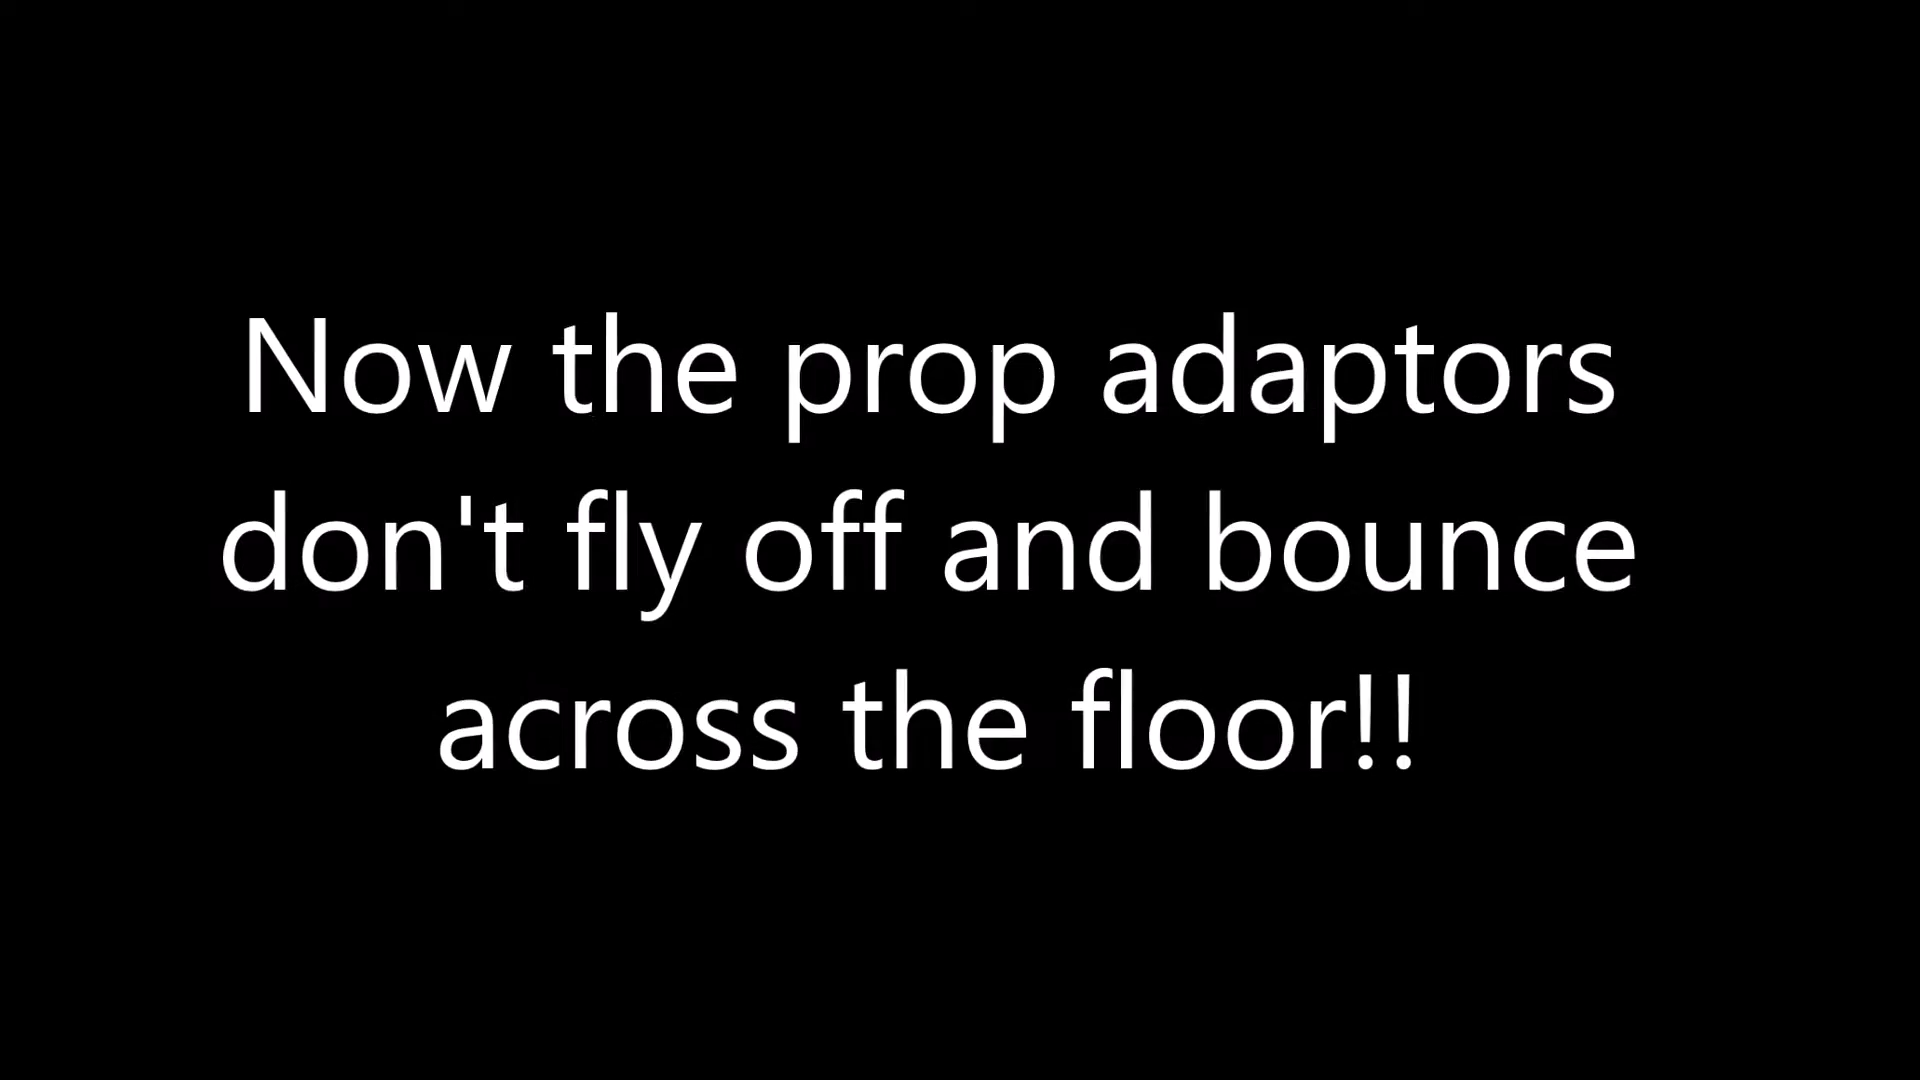 Now the prop adaptors
don't fly off and bounce
across the floor!!